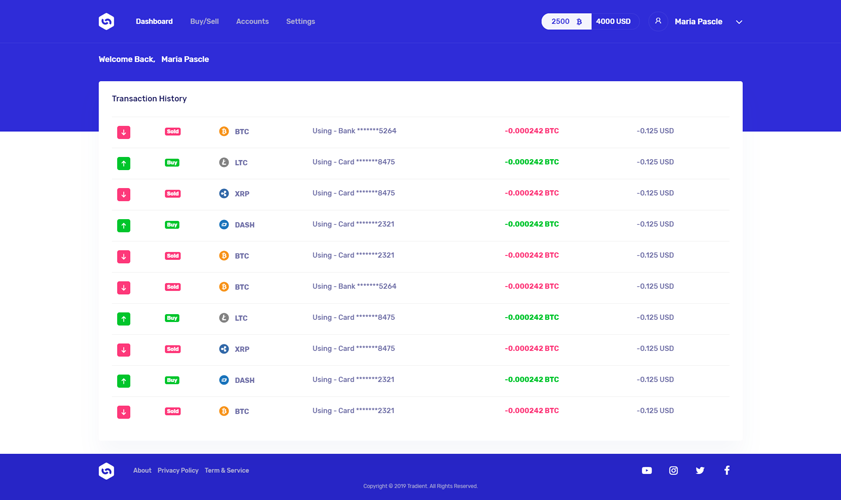 Dashboard Buy/Sell Accounts Settings 2500 4000 USD Maria Pascle
Welcome Back, Maria Pascle
Transaction History
Sold BTC Using - Bank *******5264 -0.000242 BTC -0.125 USD
Buy LTC Using - Card *******8475 -0.000242 BTC -0.125 USD
Sold XRP Using - Card *******8475 -0.000242 BTC -0.125 USD
Buy DASH Using - Card *******2321 -0.000242 BTC -0.125 USD
Sold BTC Using - Card *******2321 -0.000242 BTC -0.125 USD
Sold BTC Using - Bank *******5264 -0.000242 BTC -0.125 USD
Buy LTC Using - Card *******8475 -0.000242 BTC -0.125 USD
Sold XRP Using - Card *******8475 -0.000242 BTC -0.125 USD
Buy DASH Using - Card *******2321 -0.000242 BTC -0.125 USD
Sold BTC Using - Card *******2321 -0.000242 BTC -0.125 USD
About Privacy Policy Term & Service
Copyright © 2019 Tradient. All Rights Reserved.